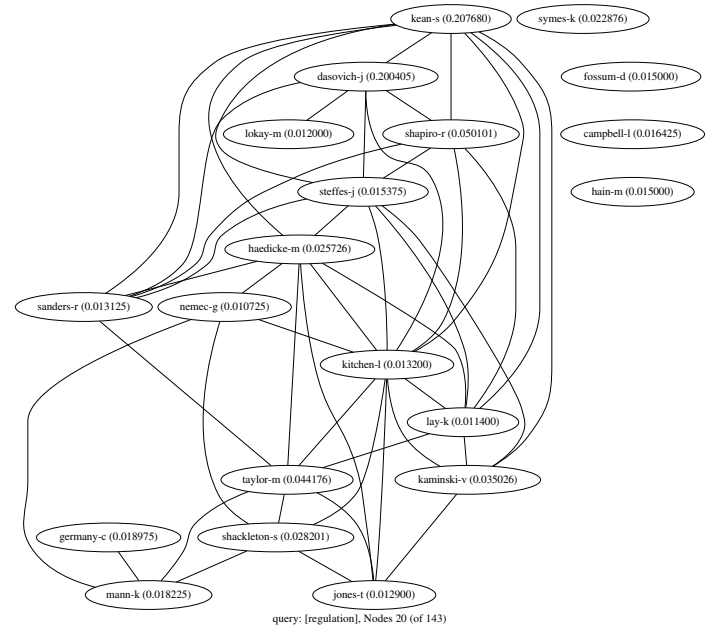 kean-s (0.207680)
symes-k (0.022876)
dasovich-j (0.200405)
fossum-d (0.015000)
lokay-m (0.012000)
shapiro-r (0.050101)
campbell-l (0.016425)
steffes-j (0.015375)
hain-m (0.015000)
haedicke-m (0.025726)
sanders-r (0.013125)
nemec-g (0.010725)
kitchen-l (0.013200)
lay-k (0.011400)
taylor-m (0.044176)
kaminski-v (0.035026)
germany-c (0.018975)
shackleton-s (0.028201)
mann-k (0.018225)
jones-t (0.012900)
query: [regulation], Nodes 20 (of 143)